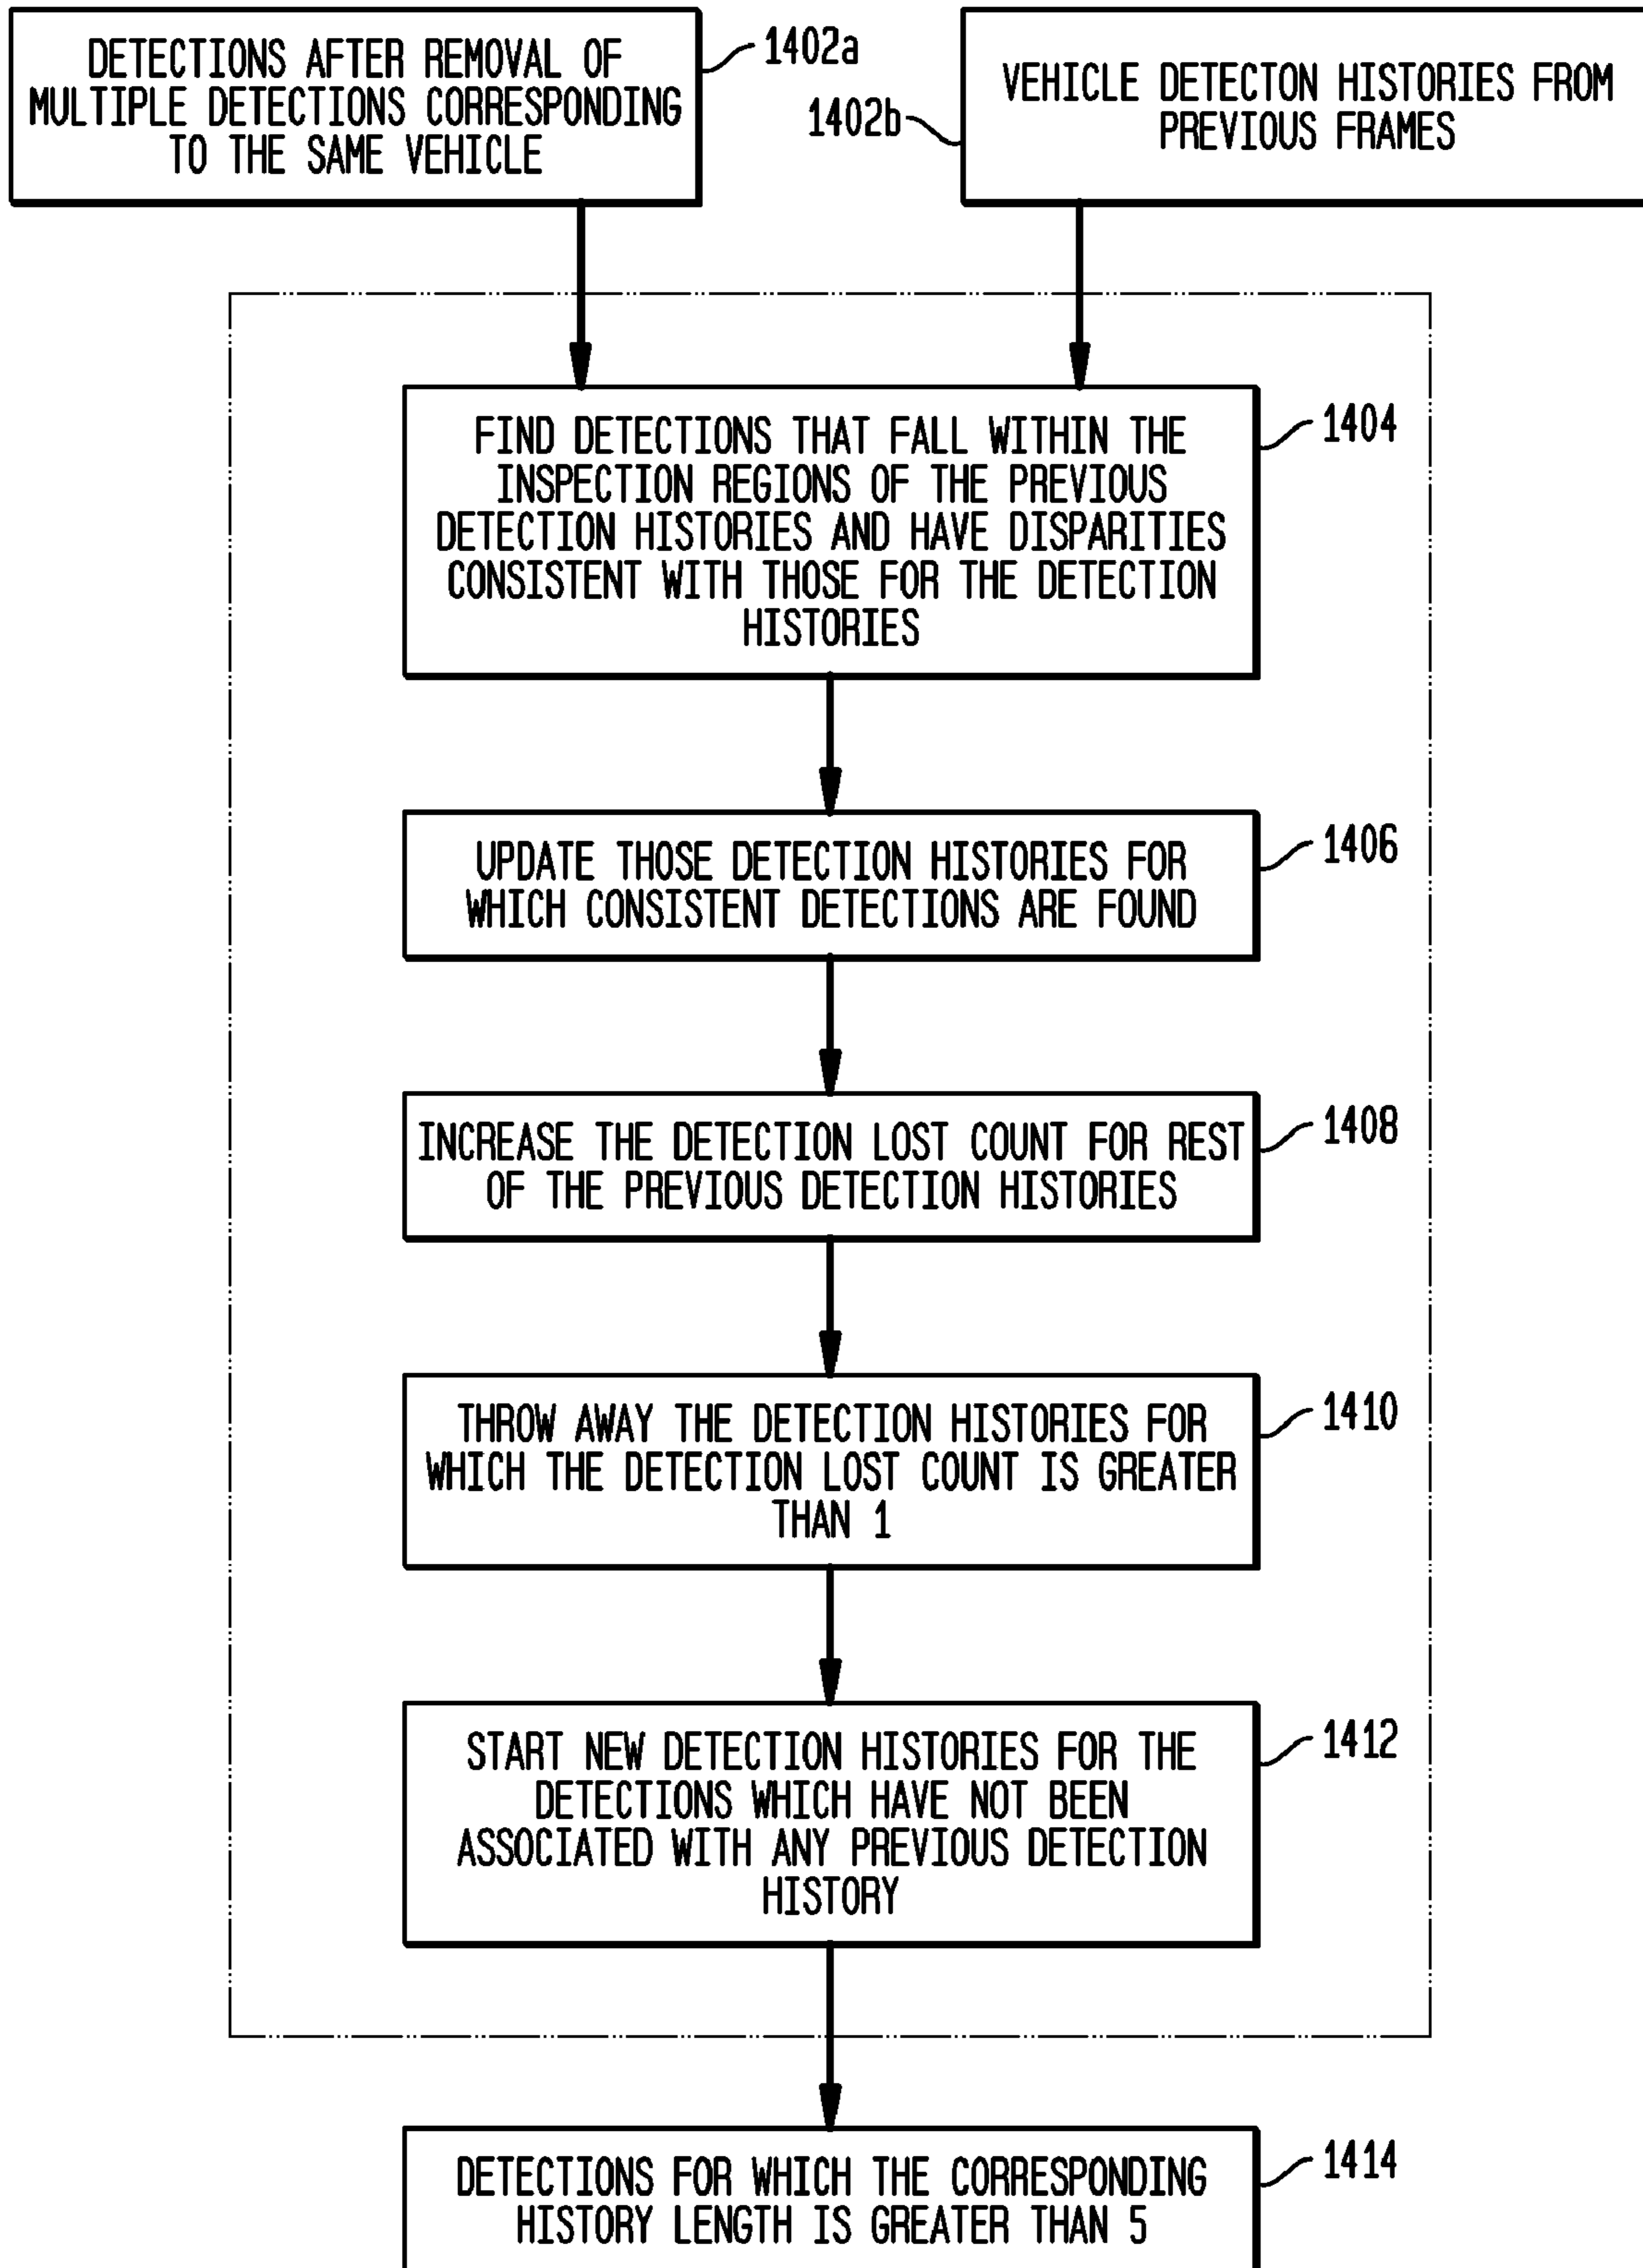 DETECTIONS AFTER REMOVAL OF
MULTIPLE DETECTIONS CORRESPONDING
TO THE SAME VEHICLE
1402a
1402b
VEHICLE DETECTON HISTORIES FROM
PREVIOUS FRAMES
FIND DETECTIONS THAT FALL WITHIN THE
INSPECTION REGIONS OF THE PREVIOUS
DETECTION HISTORIES AND HAVE DISPARITIES
CONSISTENT WITH THOSE FOR THE DETECTION
HISTORIES
1404
UPDATE THOSE DETECTION HISTORIES FOR
WHICH CONSISTENT DETECTIONS ARE FOUND
1406
INCREASE THE DETECTION LOST COUNT FOR REST
OF THE PREVIOUS DETECTION HISTORIES
1408
THROW AWAY THE DETECTION HISTORIES FOR
WHICH THE DETECTION LOST COUNT IS GREATER
THAN 1
1410
START NEW DETECTION HISTORIES FOR THE
DETECTIONS WHICH HAVE NOT BEEN
ASSOCIATED WITH ANY PREVIOUS DETECTION
HISTORY
1412
DETECTIONS FOR WHICH THE CORRESPONDING
HISTORY LENGTH IS GREATER THAN 5
1414